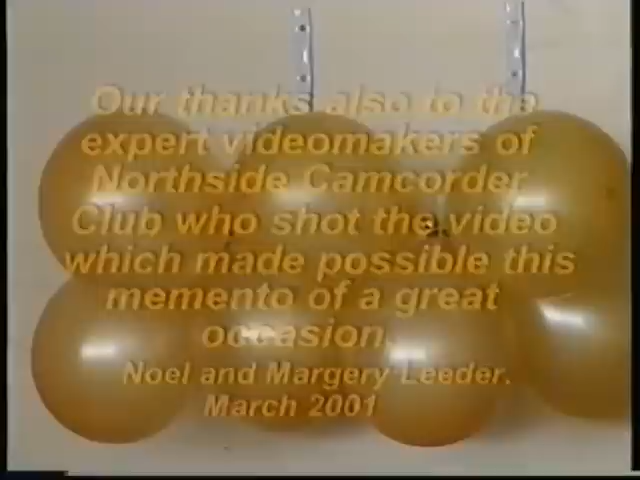 Our thanks also to the
expert videomakers of
Northside Camcorder
Club who shot the video
which made possible this
memento of a great
occasion.
Noel and Margery Leeder.
March 2001